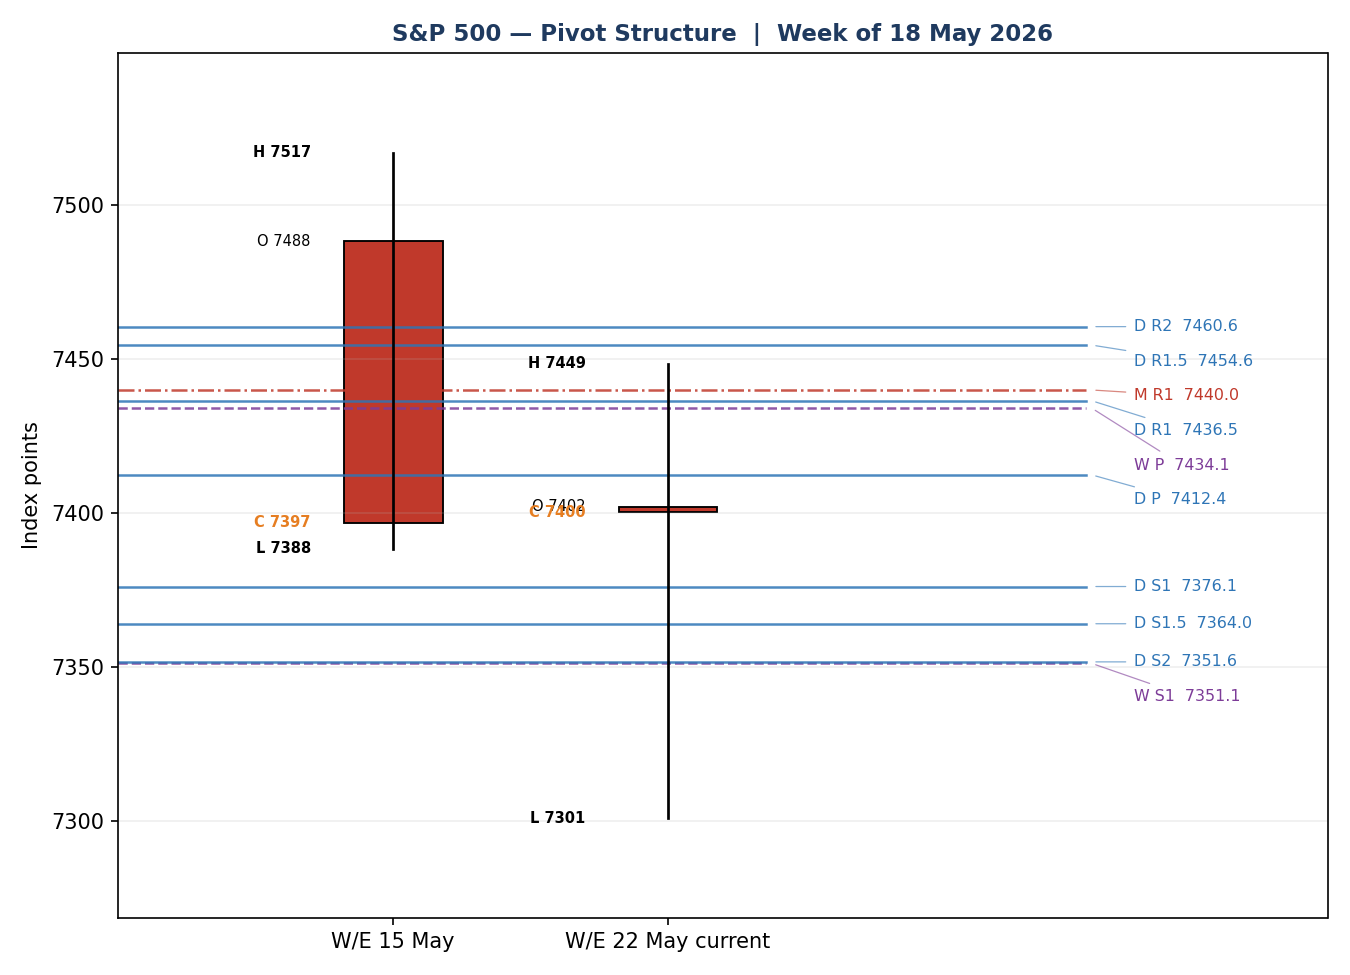 S&P 500 — Pivot Structure | Week of 18 May 2026
Index points
7500
7450
7400
7350
7300
H 7517
O 7488
C 7397
L 7388
H 7449
O 7402
C 7400
L 7301
D R2 7460.6
D R1.5 7454.6
M R1 7440.0
D R1 7436.5
W P 7434.1
D P 7412.4
D S1 7376.1
D S1.5 7364.0
D S2 7351.6
W S1 7351.1
W/E 15 May
W/E 22 May current